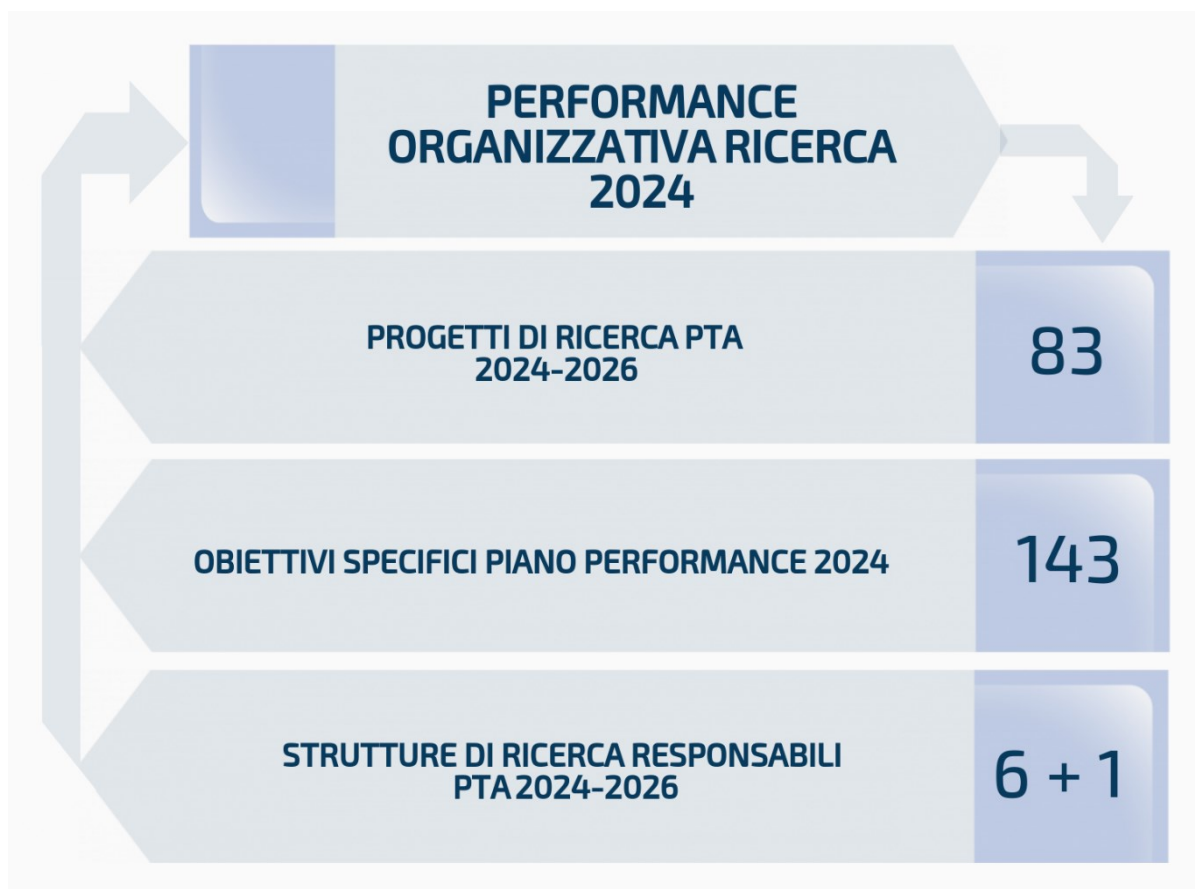 PERFORMANCE
ORGANIZZATIVA RICERCA
2024
PROGETTI DI RICERCA PTA
2024-2026
83
OBIETTIVI SPECIFICI PIANO PERFORMANCE 2024
143
STRUTTURE DI RICERCA RESPONSABILI
PTA 2024-2026
6 + 1